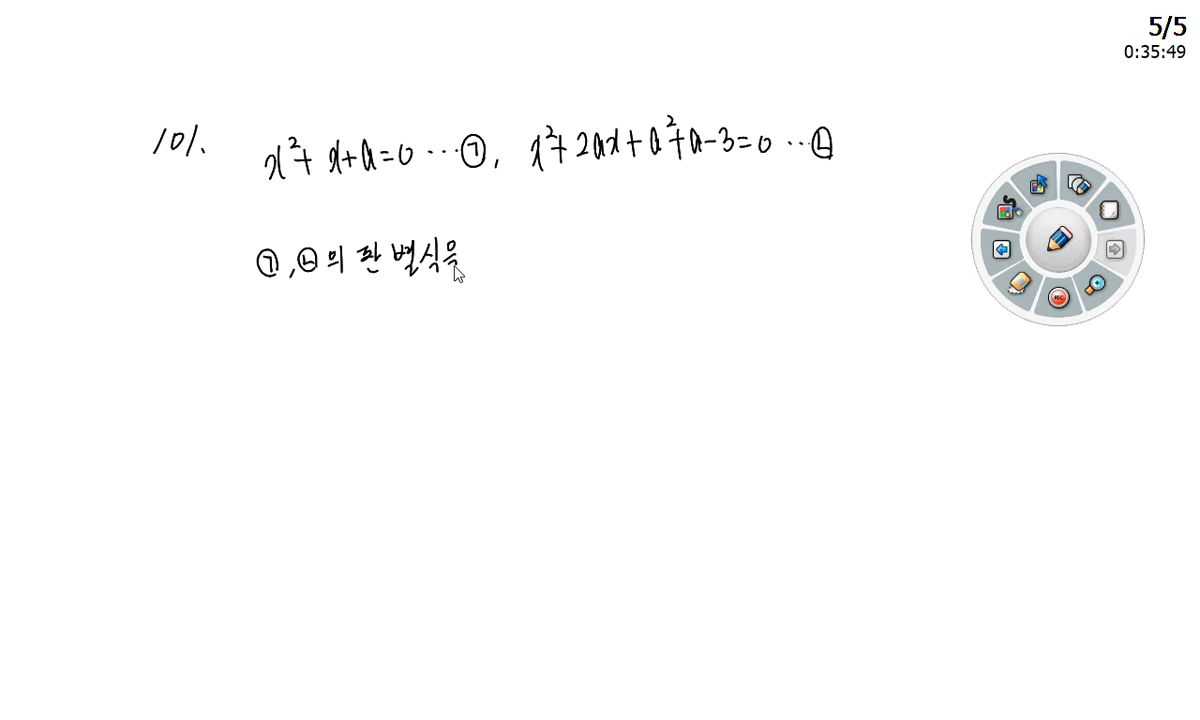 5/5
0:35:49
101. x²+x+a=0 ⋯㉠, x²+2ax+a²+a-3=0 ⋯㉡
㉠,㉡의 판별식을
REC